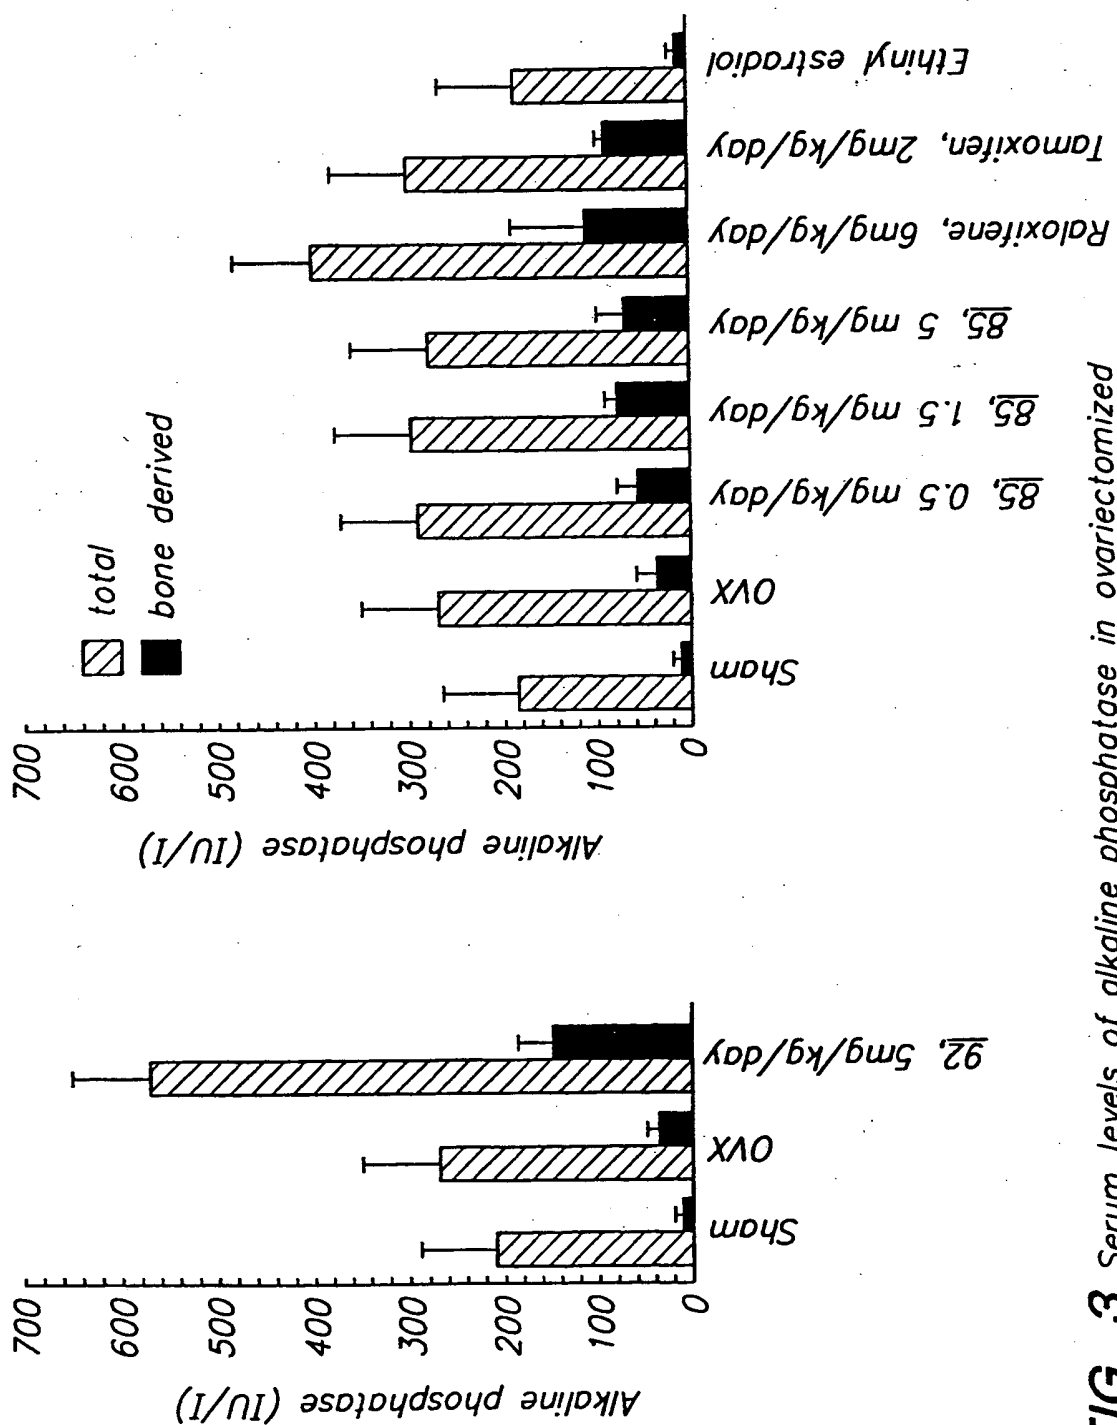 Alkaline phosphatase (IU/I)
700
600
500
400
300
200
100
0
Sham
OVX
92, 5mg/kg/day
Alkaline phosphatase (IU/I)
700
600
500
400
300
200
100
0
total
bone derived
Sham
OVX
85, 0.5 mg/kg/day
85, 1.5 mg/kg/day
85, 5 mg/kg/day
Raloxifene, 6mg/kg/day
Tamoxifen, 2mg/kg/day
Ethinyl estradiol
FIG. 3 Serum levels of alkaline phosphatase in ovariectomized